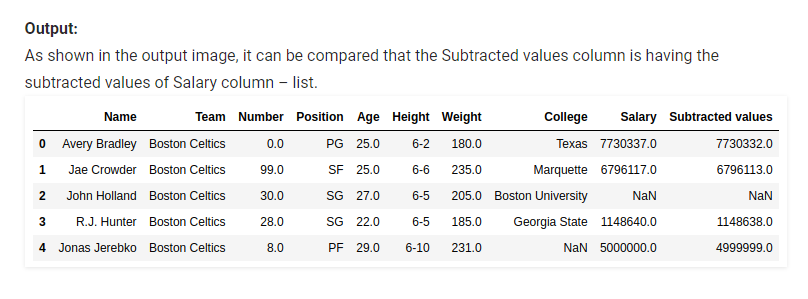 Output:
As shown in the output image, it can be compared that the Subtracted values column is having the
subtracted values of Salary column – list.
Name Team Number Position Age Height Weight College Salary Subtracted values
0 Avery Bradley Boston Celtics 0.0 PG 25.0 6-2 180.0 Texas 7730337.0 7730332.0
1 Jae Crowder Boston Celtics 99.0 SF 25.0 6-6 235.0 Marquette 6796117.0 6796113.0
2 John Holland Boston Celtics 30.0 SG 27.0 6-5 205.0 Boston University NaN NaN
3 R.J. Hunter Boston Celtics 28.0 SG 22.0 6-5 185.0 Georgia State 1148640.0 1148638.0
4 Jonas Jerebko Boston Celtics 8.0 PF 29.0 6-10 231.0 NaN 5000000.0 4999999.0